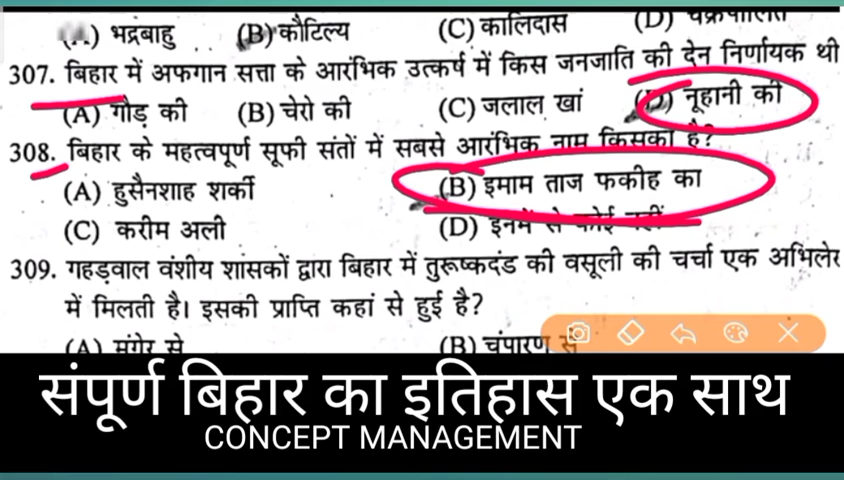 (A) भद्रबाहु (B) कौटिल्य (C) कालिदास (D)
307. बिहार में अफगान सत्ता के आरंभिक उत्कर्ष में किस जनजाति की देन निर्णायक थी
(A) गौड़ की (B) चेरो की (C) जलाल खां (D) नूहानी की
308. बिहार के महत्वपूर्ण सूफी संतों में सबसे आरंभिक नाम किसका है?
(A) हुसैनशाह शर्की (B) इमाम ताज फकीह का
(C) करीम अली (D) इनमें से कोई नहीं
309. गहड़वाल वंशीय शासकों द्वारा बिहार में तुरूष्कदंड की वसूली की चर्चा एक
में मिलती है। इसकी प्राप्ति कहां से हुई है?
(A) मुंगेर से (B) चंपारण से
संपूर्ण बिहार का इतिहास एक साथ
CONCEPT MANAGEMENT